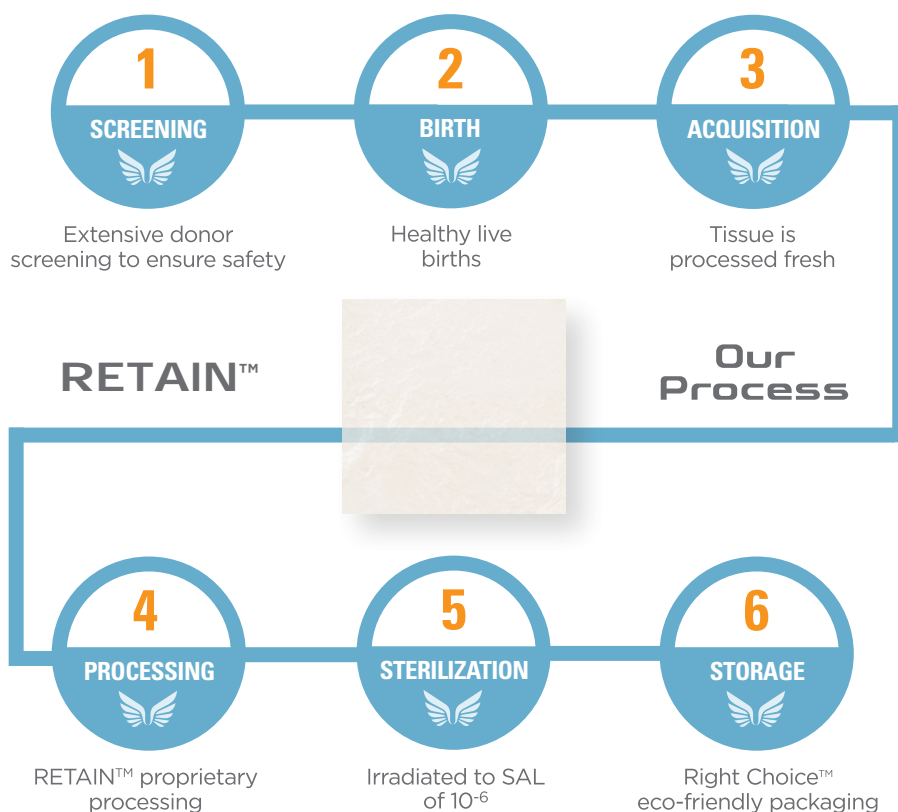 1
SCREENING
Extensive donor
screening to ensure safety
2
BIRTH
Healthy live
births
3
ACQUISITION
Tissue is
processed fresh
RETAIN™
Our
Process
4
PROCESSING
RETAIN™ proprietary
processing
5
STERILIZATION
Irradiated to SAL
of 10⁻⁶
6
STORAGE
Right Choice™
eco-friendly packaging